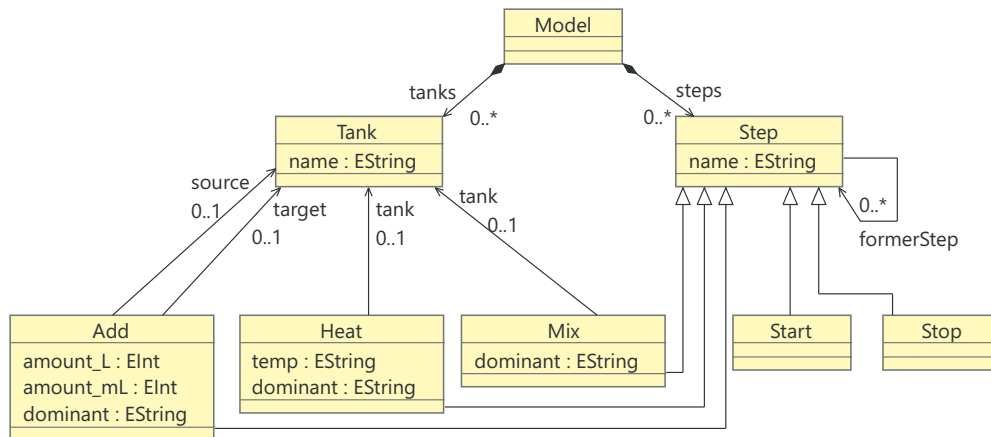 Model
tanks
0..*
steps
0..*
Tank
name : EString
Step
name : EString
source
0..1
target
0..1
tank
0..1
tank
0..1
0..*
formerStep
Add
amount_L : EInt
amount_mL : EInt
dominant : EString
Heat
temp : EString
dominant : EString
Mix
dominant : EString
Start
Stop